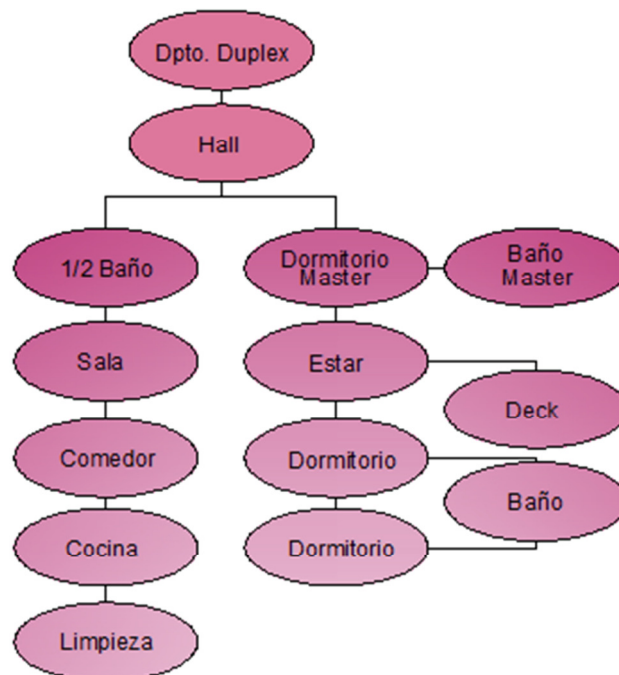 Dpto. Duplex
Hall
1/2 Baño
Dormitorio
Master
Baño
Master
Sala
Estar
Deck
Comedor
Dormitorio
Baño
Cocina
Dormitorio
Limpieza